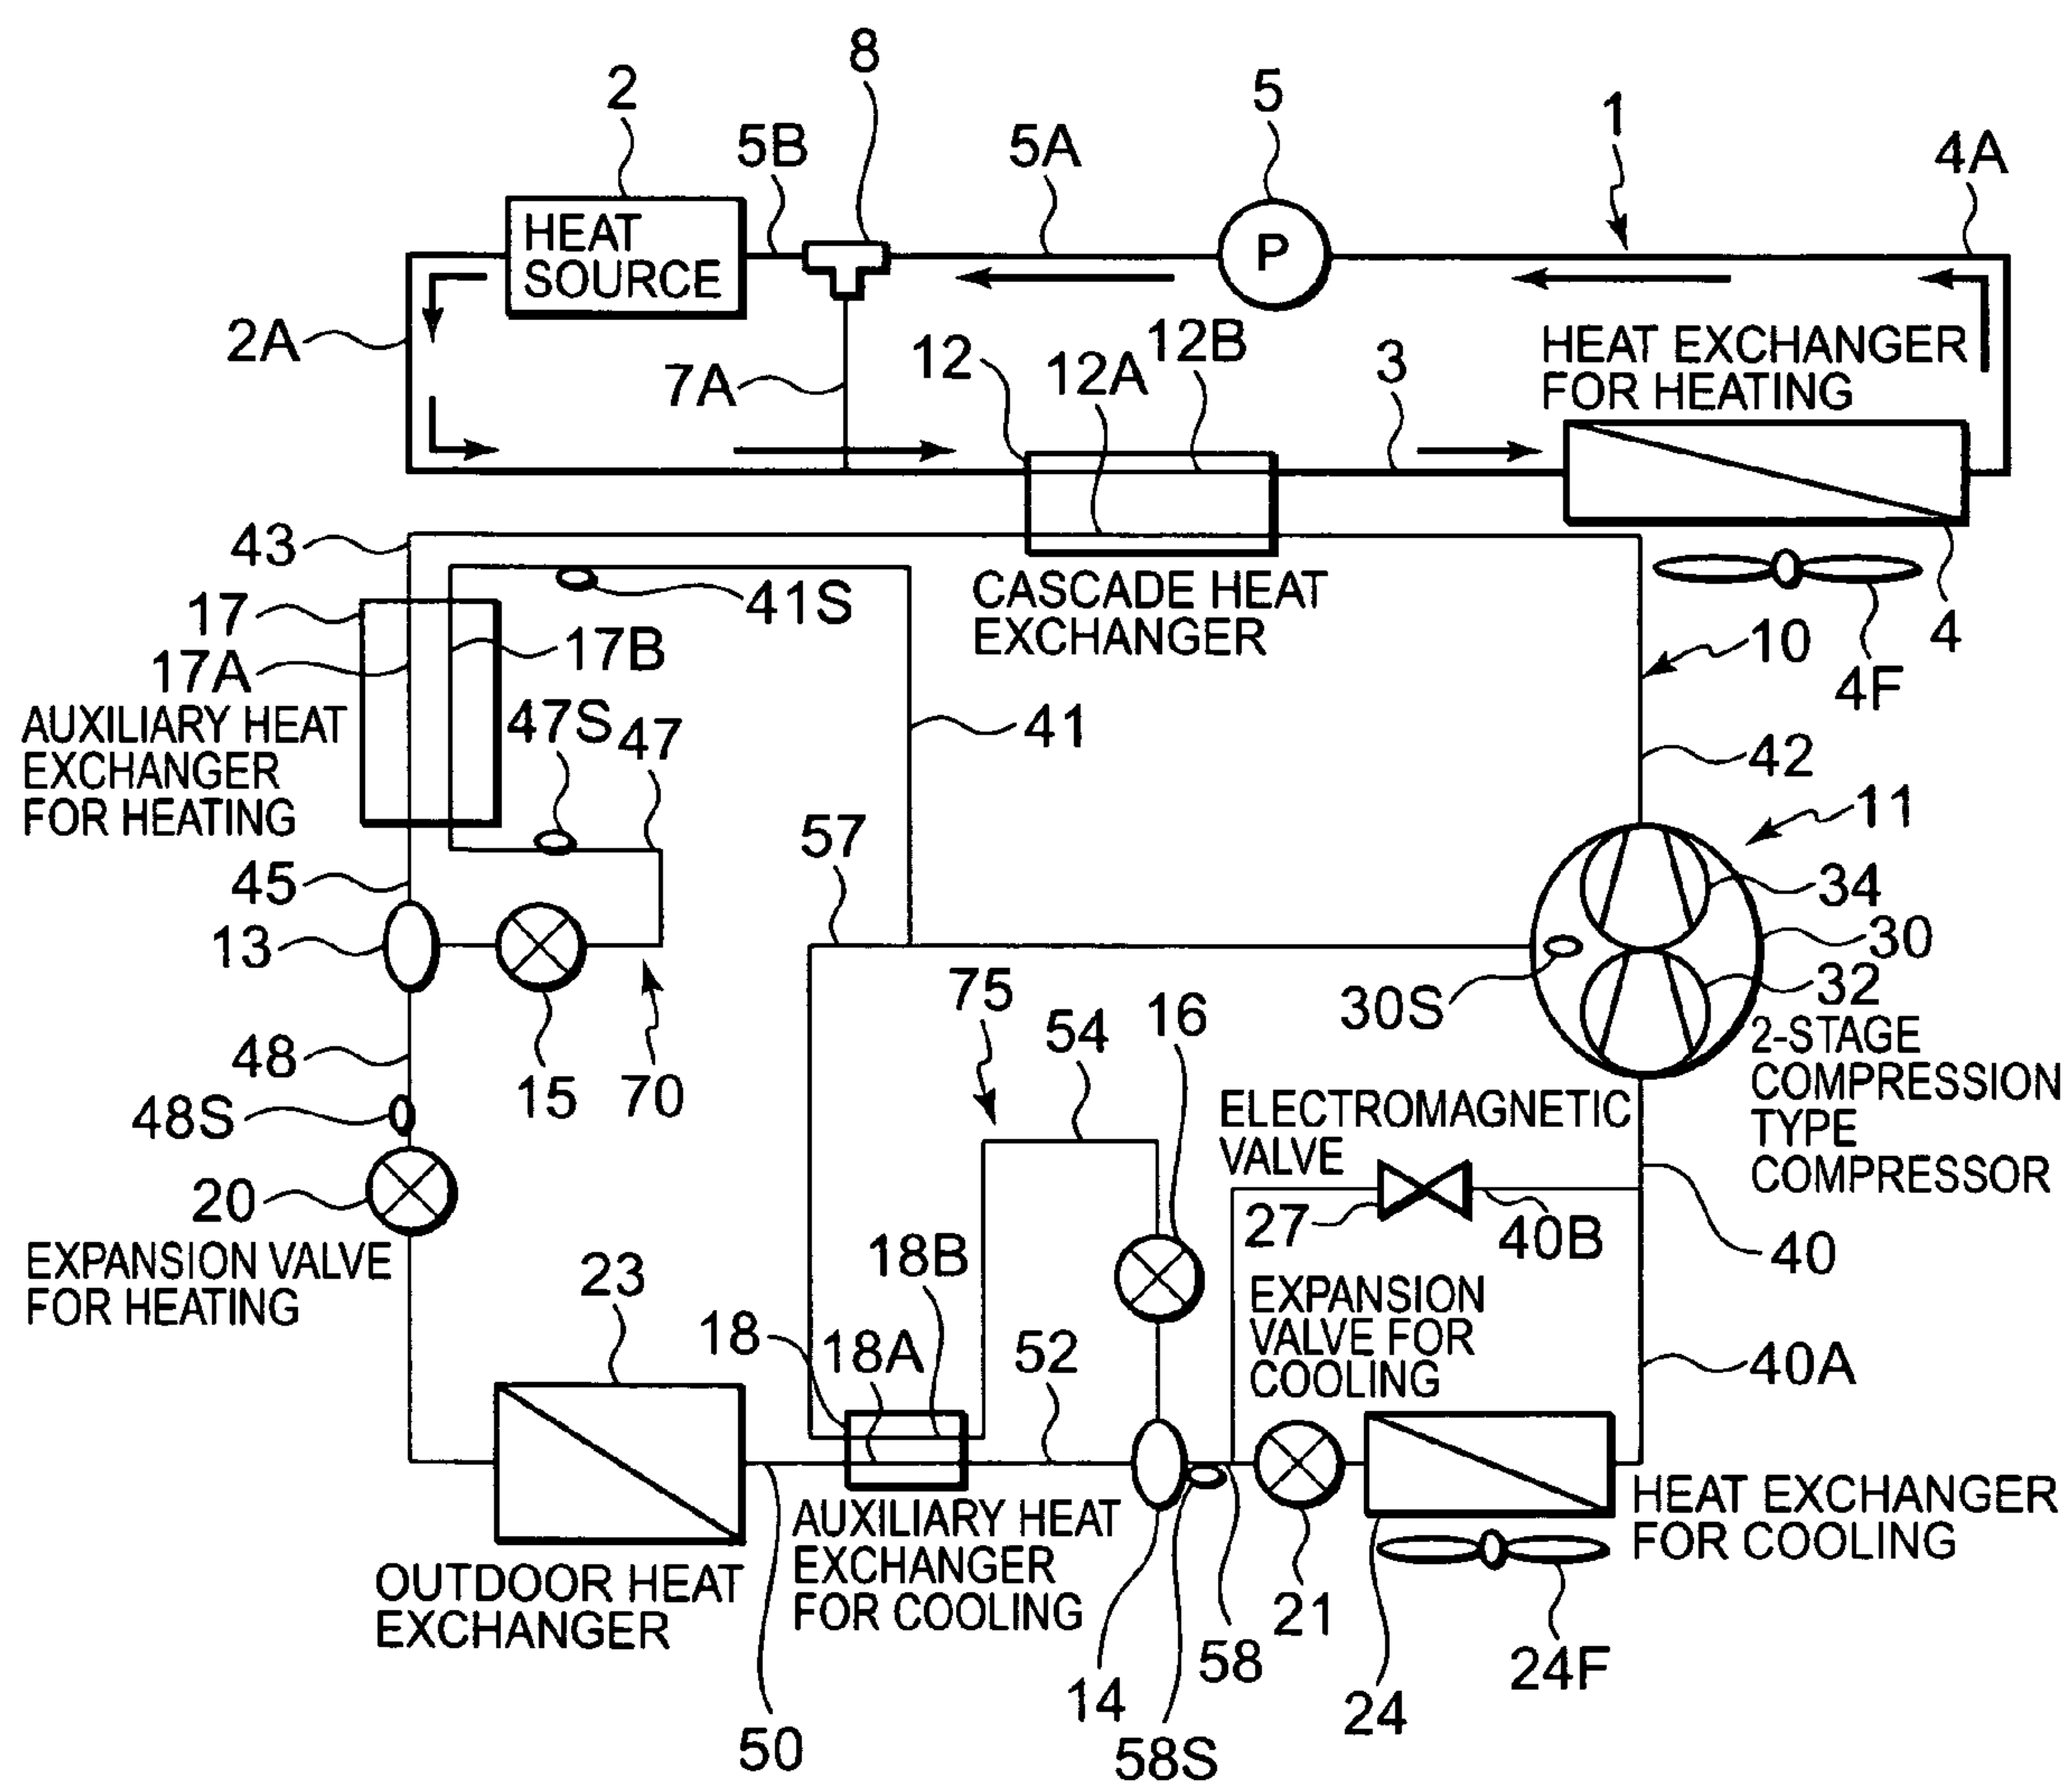 8
2
5
1
5B
5A
4A
HEAT
SOURCE
P
2A
12
12B
7A
12A
3
HEAT EXCHANGER
FOR HEATING
43
41S
CASCADE HEAT
EXCHANGER
17
17B
10
4
17A
4F
AUXILIARY HEAT
EXCHANGER
FOR HEATING
47S
47
41
42
11
57
45
34
13
30
32
75
16
30S
54
2-STAGE
COMPRESSION
TYPE
COMPRESSOR
48
15
70
48S
ELECTROMAGNETIC
VALVE
20
27
40B
40
EXPANSION VALVE
FOR HEATING
23
18B
EXPANSION
VALVE FOR
COOLING
18
18A
52
40A
HEAT EXCHANGER
FOR COOLING
AUXILIARY HEAT
EXCHANGER
FOR COOLING
OUTDOOR HEAT
EXCHANGER
21
58
24F
14
24
50
58S